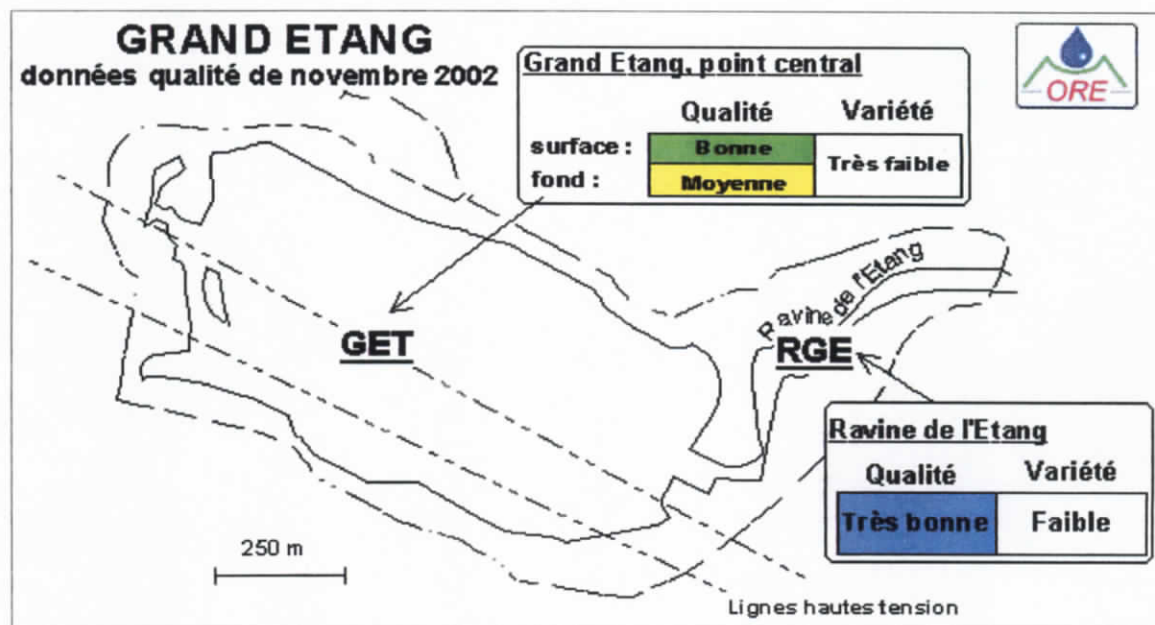 GRAND ETANG
données qualité de novembre 2002
Grand Etang, point central
Qualité Variété
surface : Bonne Très faible
fond : Moyenne
ORE
Ravine de l'Etang
GET
RGE
Ravine de l'Etang
Qualité Variété
Très bonne Faible
250 m
Lignes hautes tension